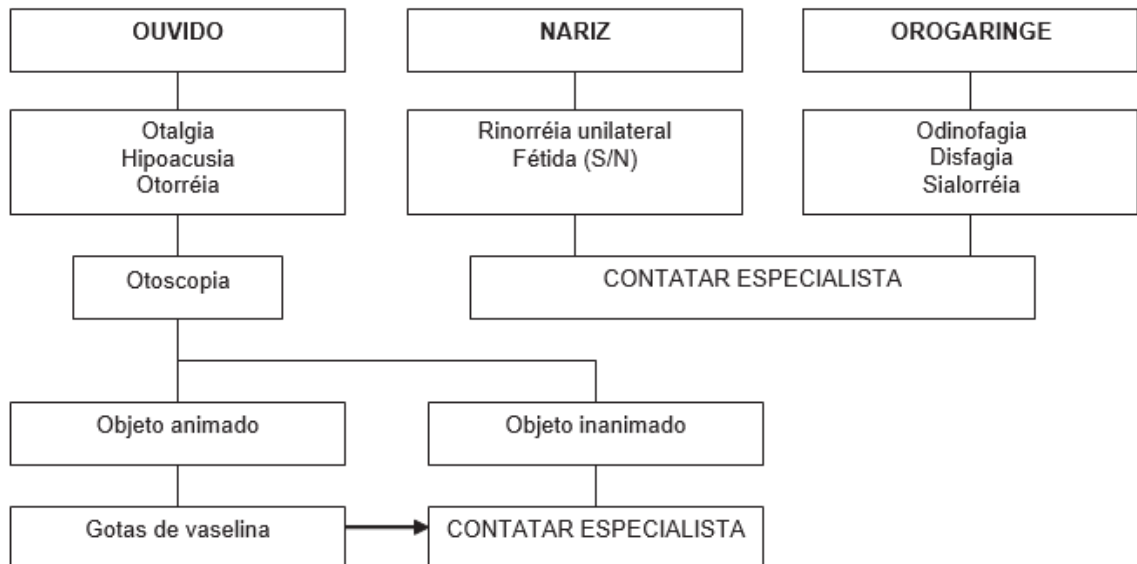 OUVIDO
NARIZ
OROGARINGE
Otalgia
Hipoacusia
Otorréia
Rinorréia unilateral
Fétida (S/N)
Odinofagia
Disfagia
Sialorréia
Otoscopia
CONTATAR ESPECIALISTA
Objeto animado
Objeto inanimado
Gotas de vaselina
CONTATAR ESPECIALISTA